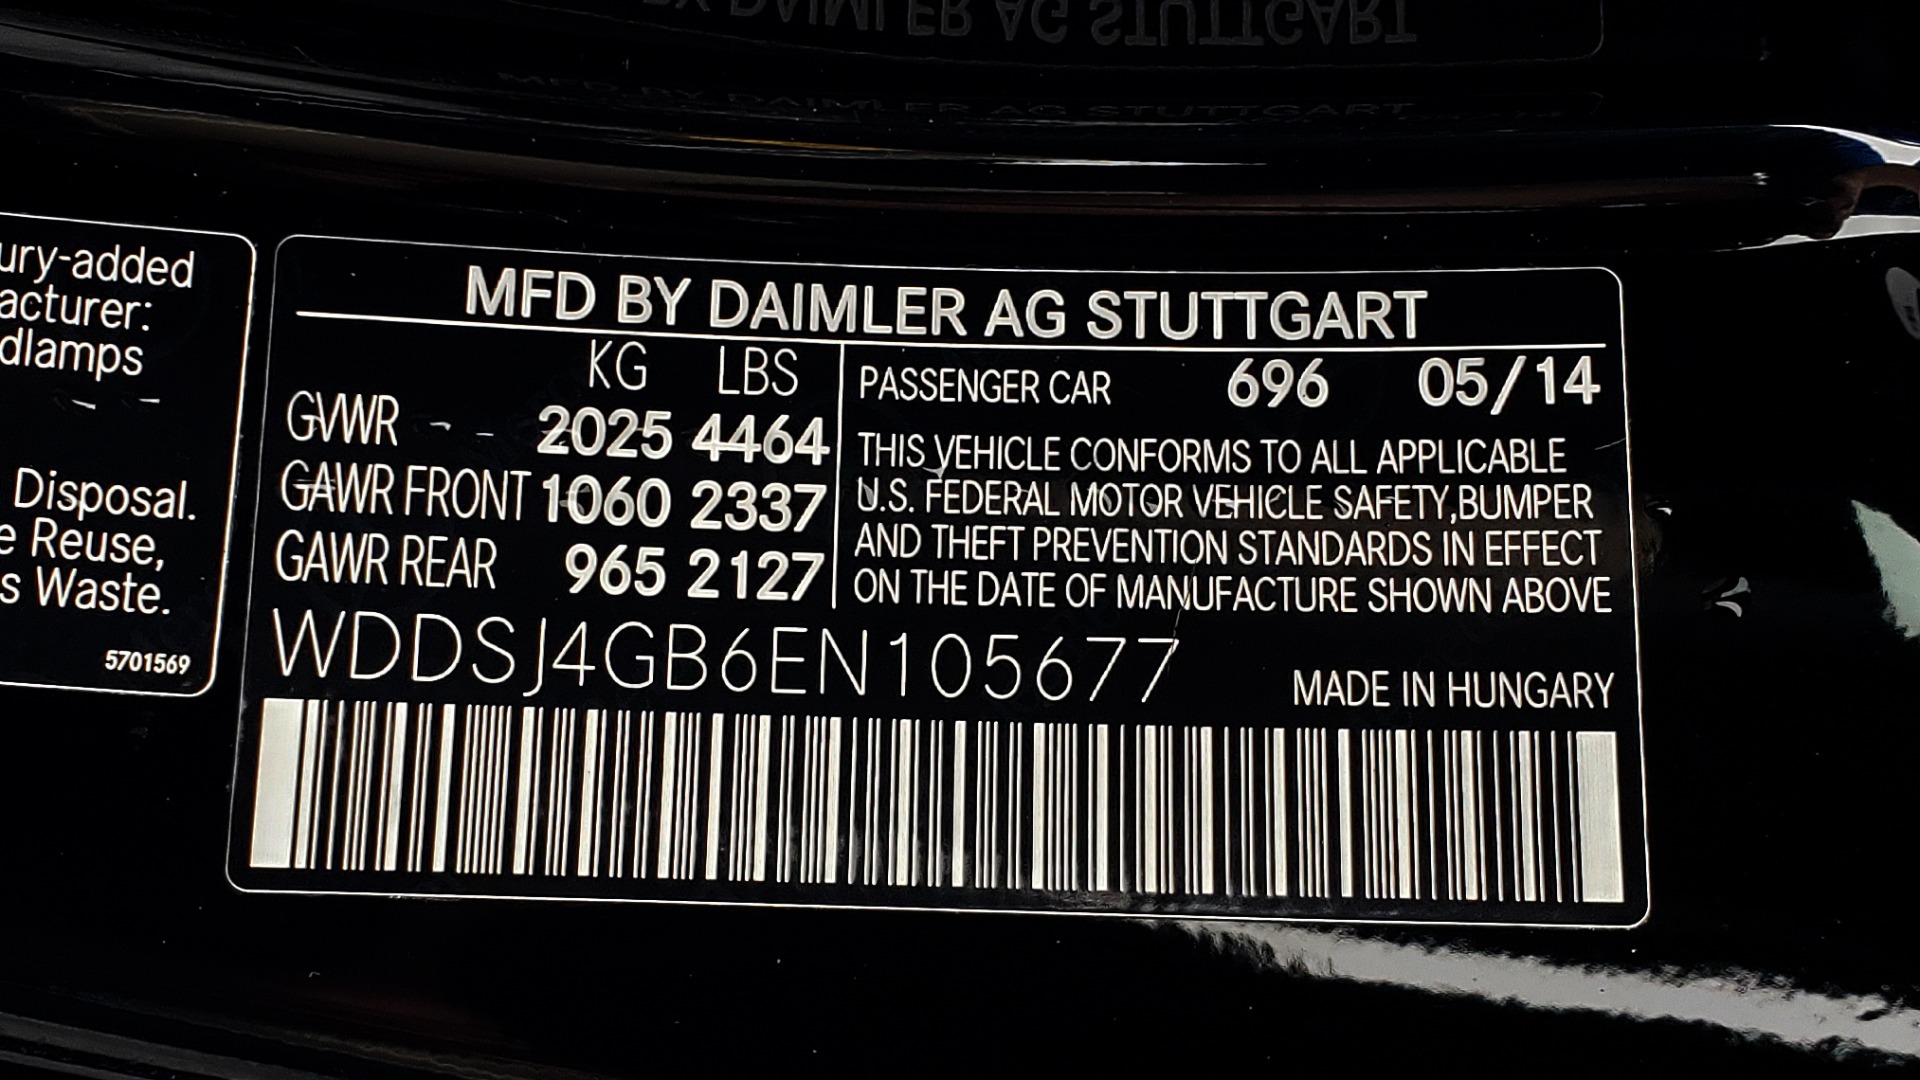 ury-added
acturer:
dlamps
Disposal.
e Reuse,
s Waste.
5701569
MFD BY DAIMLER AG STUTTGART
KG LBS
GVWR 2025 4464
GAWR FRONT 1060 2337
GAWR REAR 965 2127
PASSENGER CAR 696 05/14
THIS VEHICLE CONFORMS TO ALL APPLICABLE
U.S. FEDERAL MOTOR VEHICLE SAFETY,BUMPER
AND THEFT PREVENTION STANDARDS IN EFFECT
ON THE DATE OF MANUFACTURE SHOWN ABOVE
WDDSJ4GB6EN105677
MADE IN HUNGARY